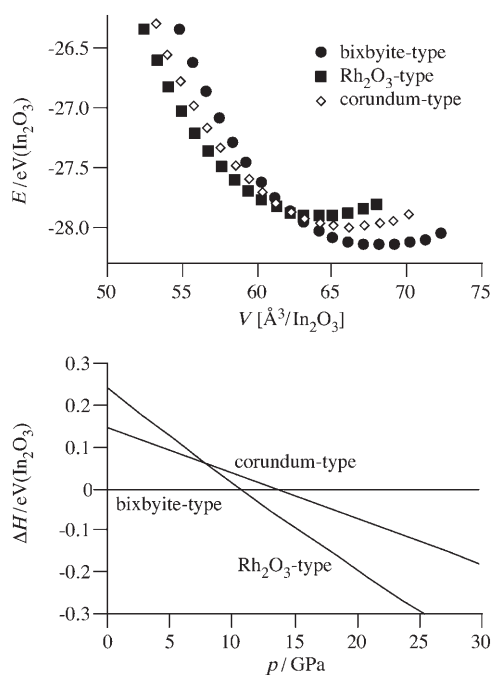 -26.5
-27.0
-27.5
-28.0
E / eV(In₂O₃)
bixbyite-type
Rh₂O₃-type
corundum-type
50 55 60 65 70 75
V [Å³/In₂O₃]
0.3
0.3
0.1
0
-0.1
-0.2
-0.3
ΔH / eV(In₂O₃)
corundum-type
bixbyite-type
Rh₂O₃-type
0 5 10 15 20 25 30
p / GPa